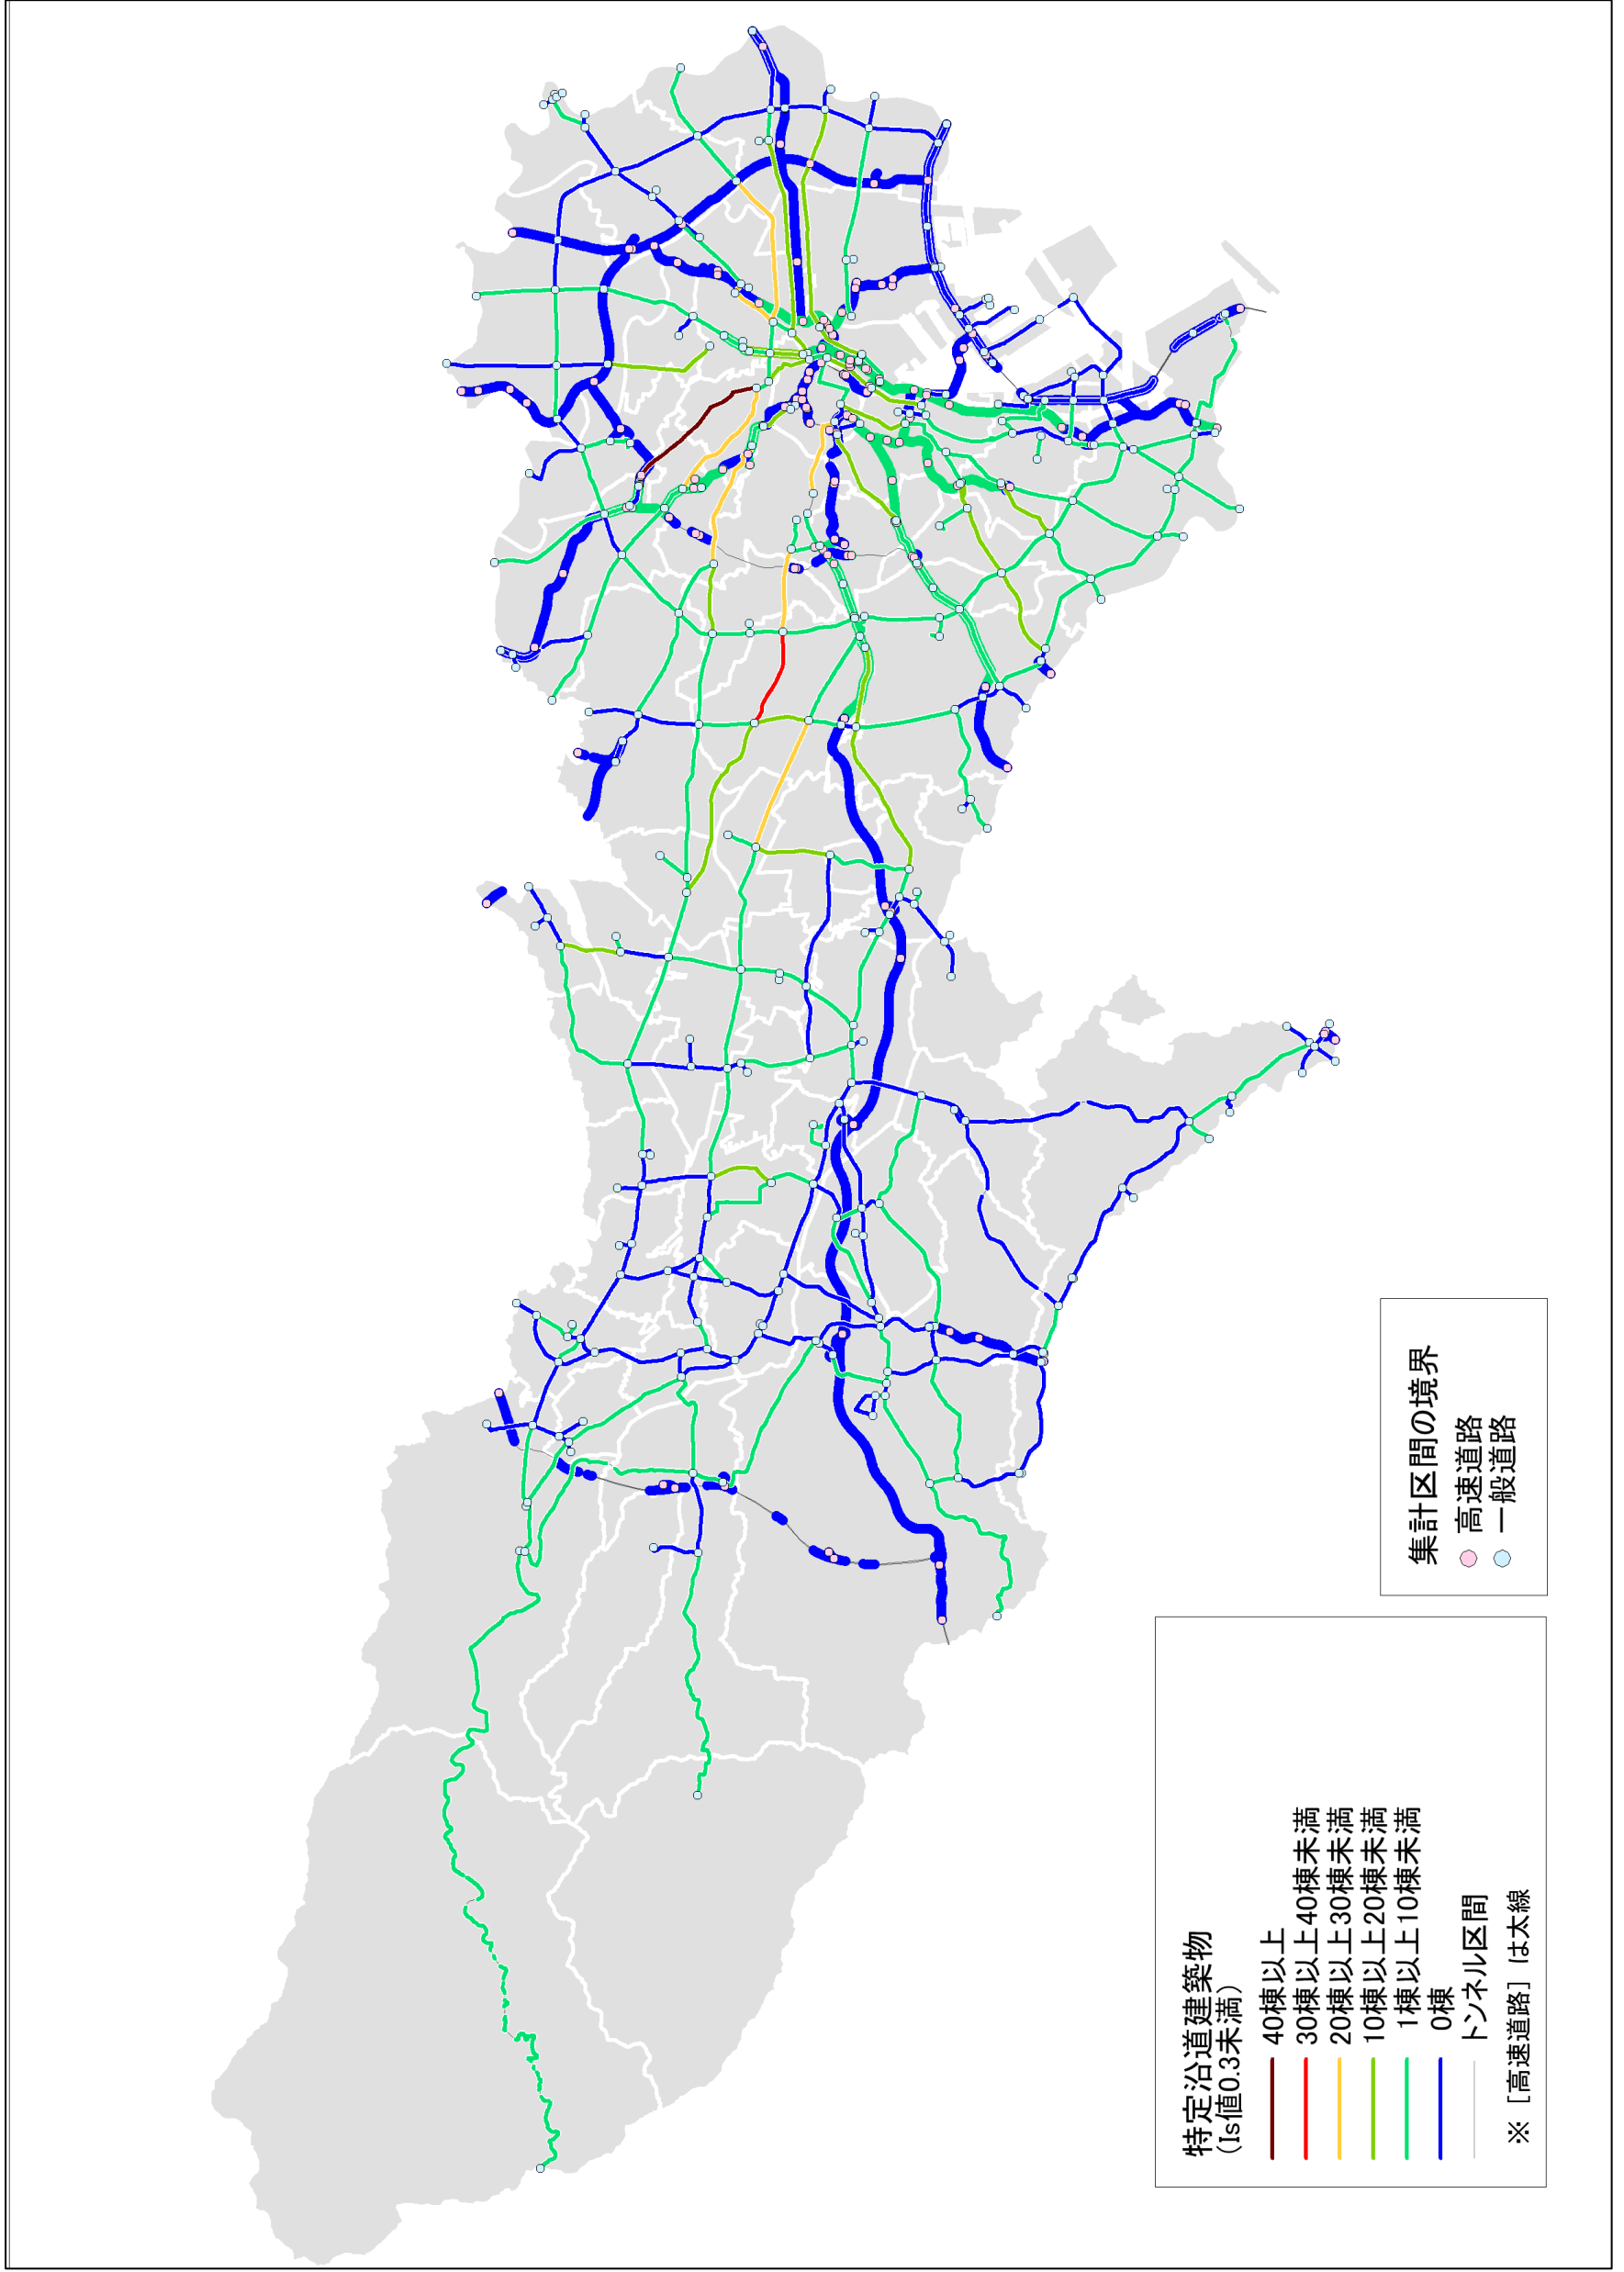 特定沿道建築物
（Is値0.3未満）
40棟以上
30棟以上40棟未満
20棟以上30棟未満
10棟以上20棟未満
1棟以上10棟未満
0棟
トンネル区間
※［高速道路］は太線
集計区間の境界
高速道路
一般道路